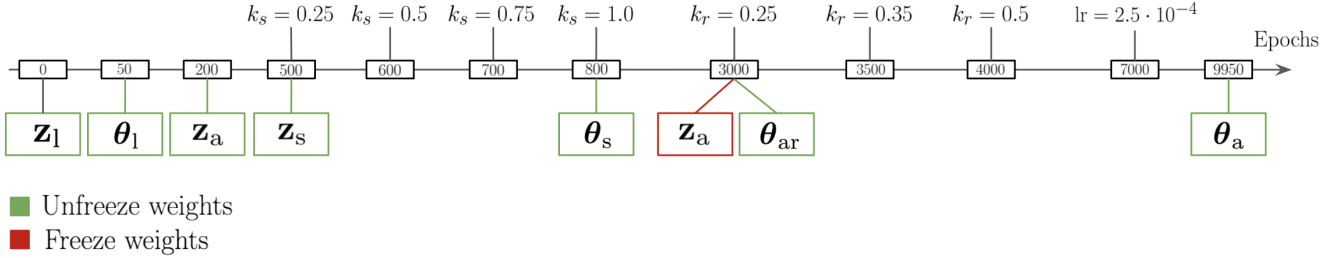 k_s = 0.25 k_s = 0.5 k_s = 0.75 k_s = 1.0 k_r = 0.25 k_r = 0.35 k_r = 0.5 lr = 2.5 · 10^{-4}
Epochs
0 50 200 500 600 700 800 3000 3500 4000 7000 9950
z_l θ_l z_a z_s θ_s z_a θ_ar θ_a
Unfreeze weights
Freeze weights